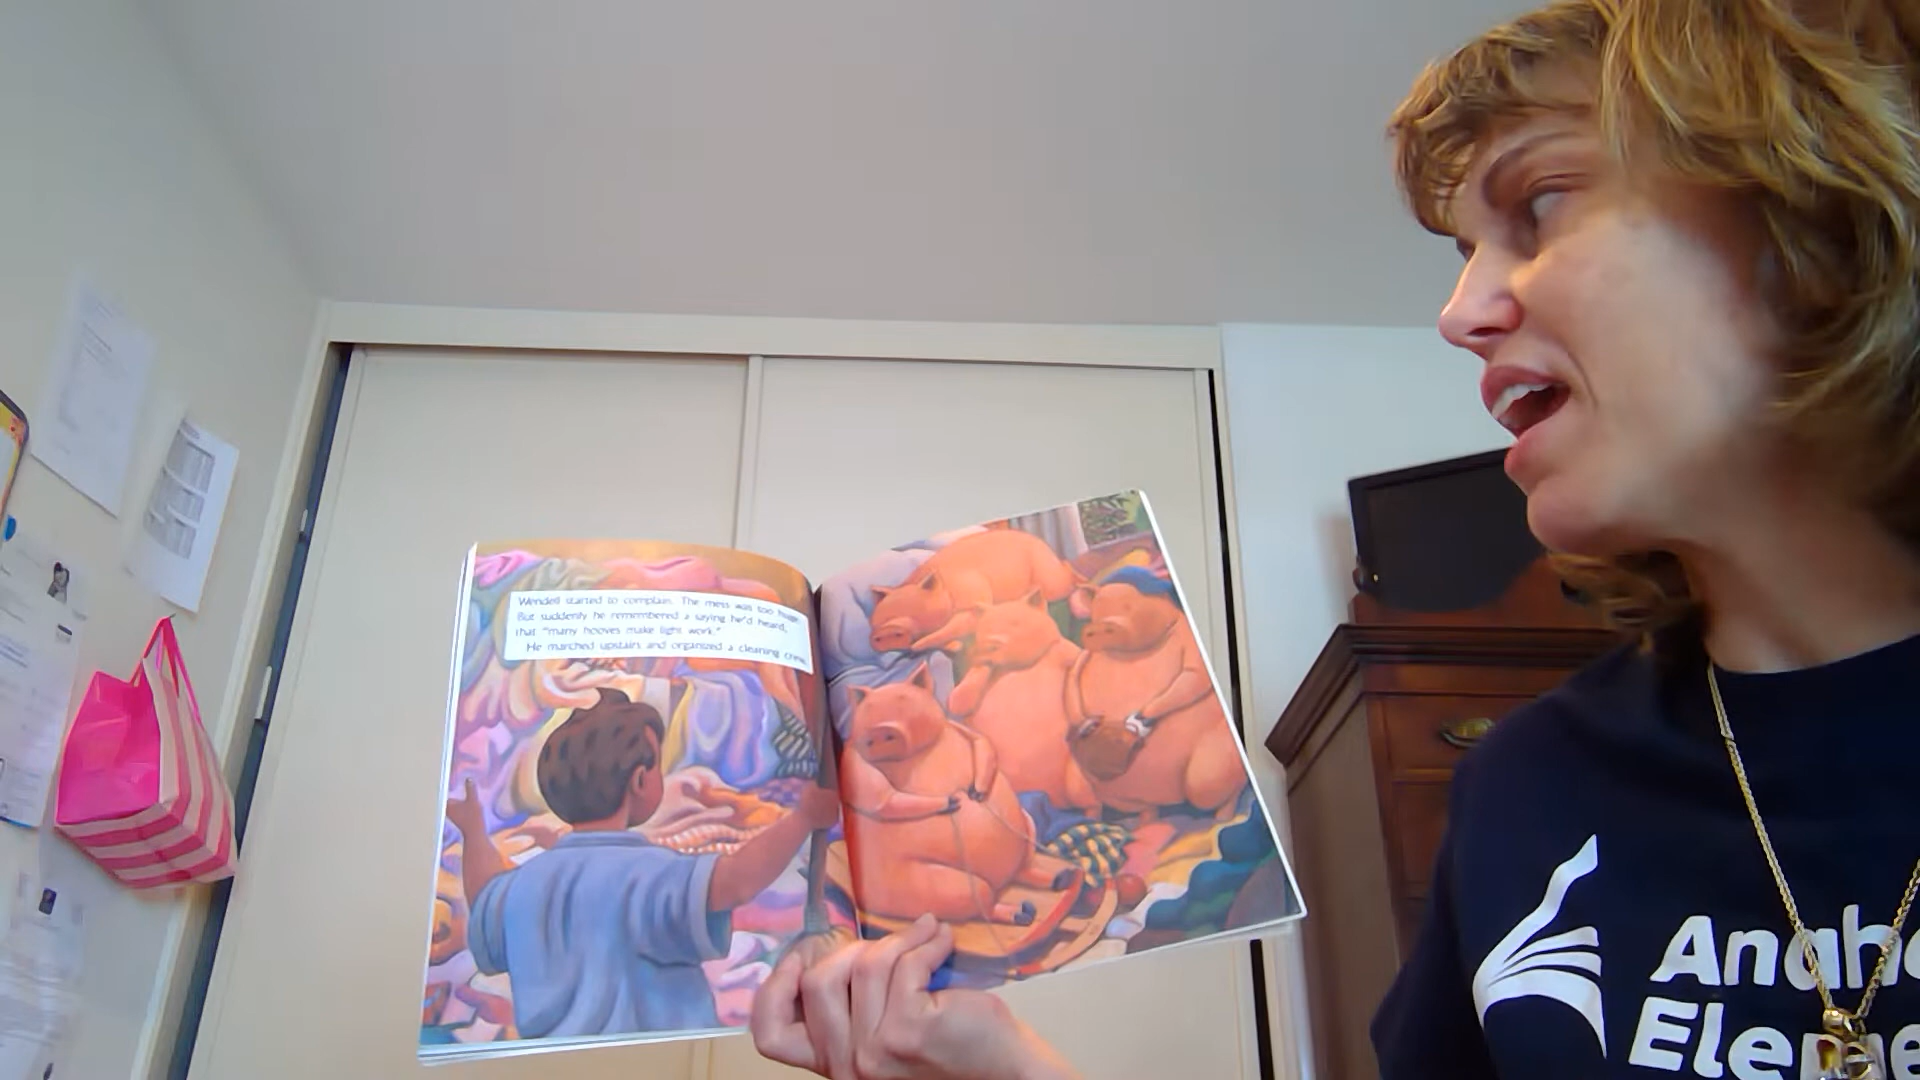 Wendell started to complain. The mess was too huge.
But suddenly he remembered a saying he'd heard,
that "many hooves make light work."
He marched upstairs and organized a cleaning crew.
Anah
Eleme